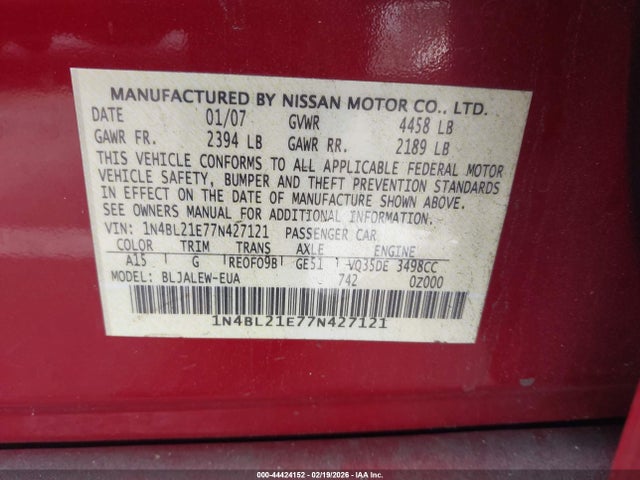 MANUFACTURED BY NISSAN MOTOR CO., LTD.
DATE 01/07 GVWR 4458 LB
GAWR FR. 2394 LB GAWR RR. 2189 LB
THIS VEHICLE CONFORMS TO ALL APPLICABLE FEDERAL MOTOR
VEHICLE SAFETY, BUMPER AND THEFT PREVENTION STANDARDS
IN EFFECT ON THE DATE OF MANUFACTURE SHOWN ABOVE.
SEE OWNERS MANUAL FOR ADDITIONAL INFORMATION.
VIN: 1N4BL21E77N427121 PASSENGER CAR
COLOR TRIM TRANS AXLE ENGINE
A15 G RE0F09B GE51 VQ35DE 3498CC
MODEL: BLJALEW-EUA 742 0Z000
1N4BL21E77N427121
000-44424152 - 02/19/2026 - IAA Inc.